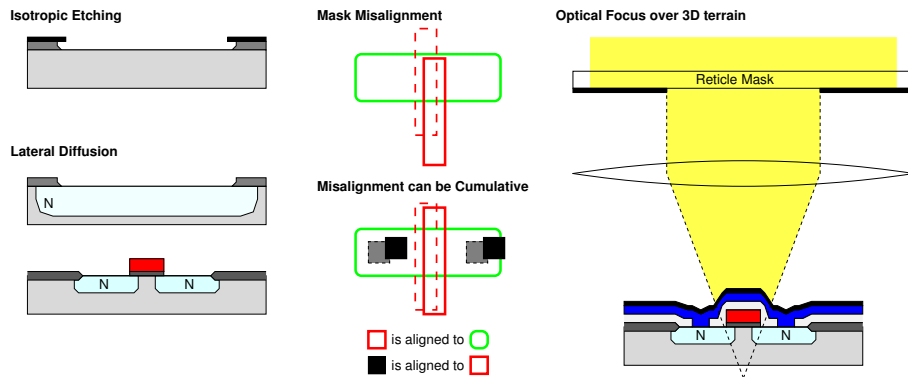 Isotropic Etching
Mask Misalignment
Optical Focus over 3D terrain
Reticle Mask
Lateral Diffusion
N
Misalignment can be Cumulative
N
N
is aligned to
is aligned to
N
N